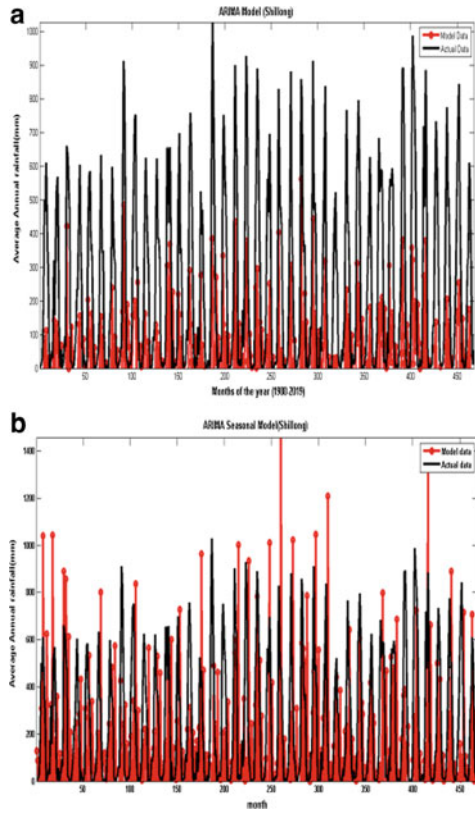 a
ARIMA Model (Shillong)
Model Data
Actual Data
Average Annual rainfall(mm)
1000
900
800
700
600
500
400
300
200
100
0
50 100 150 200 250 300 350 400 450
Months of the year
b
ARIMA Seasonal Model(Shillong)
Model data
Actual data
Average Annual rainfall(mm)
1400
1200
1000
800
600
400
200
0
50 100 150 200 250 300 350 400 450
month